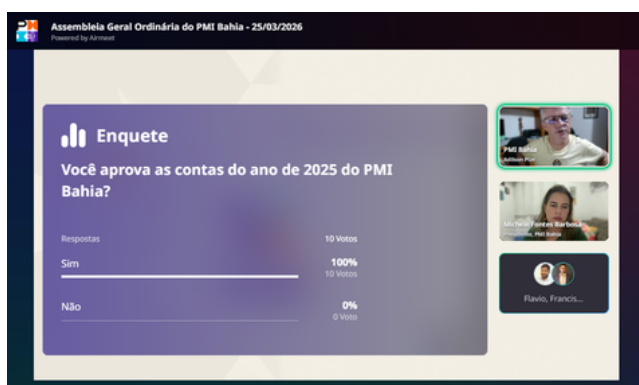 Assembleia Geral Ordinária do PMI Bahia - 25/03/2026
Powered by Airmeet
Enquete
Você aprova as contas do ano de 2025 do PMI
Bahia?
Respostas 10 Votos
Sim 100%
10 Votos
Não 0%
0 Voto
PMI Bahia
Michele Fontes Barbosa
PMI Bahia
Flavio, Francis...